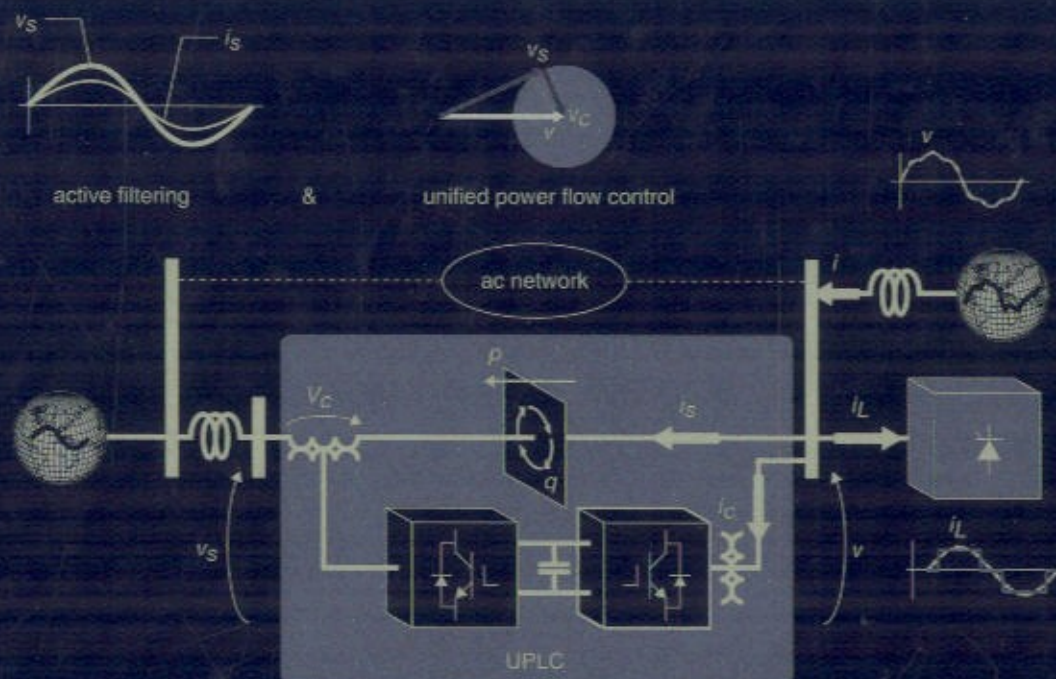 vS
iS
vS
vC
v
v
active filtering & unified power flow control
ac network
i
p
VC
iS
iL
q
iC
vS
v
iL
UPLC